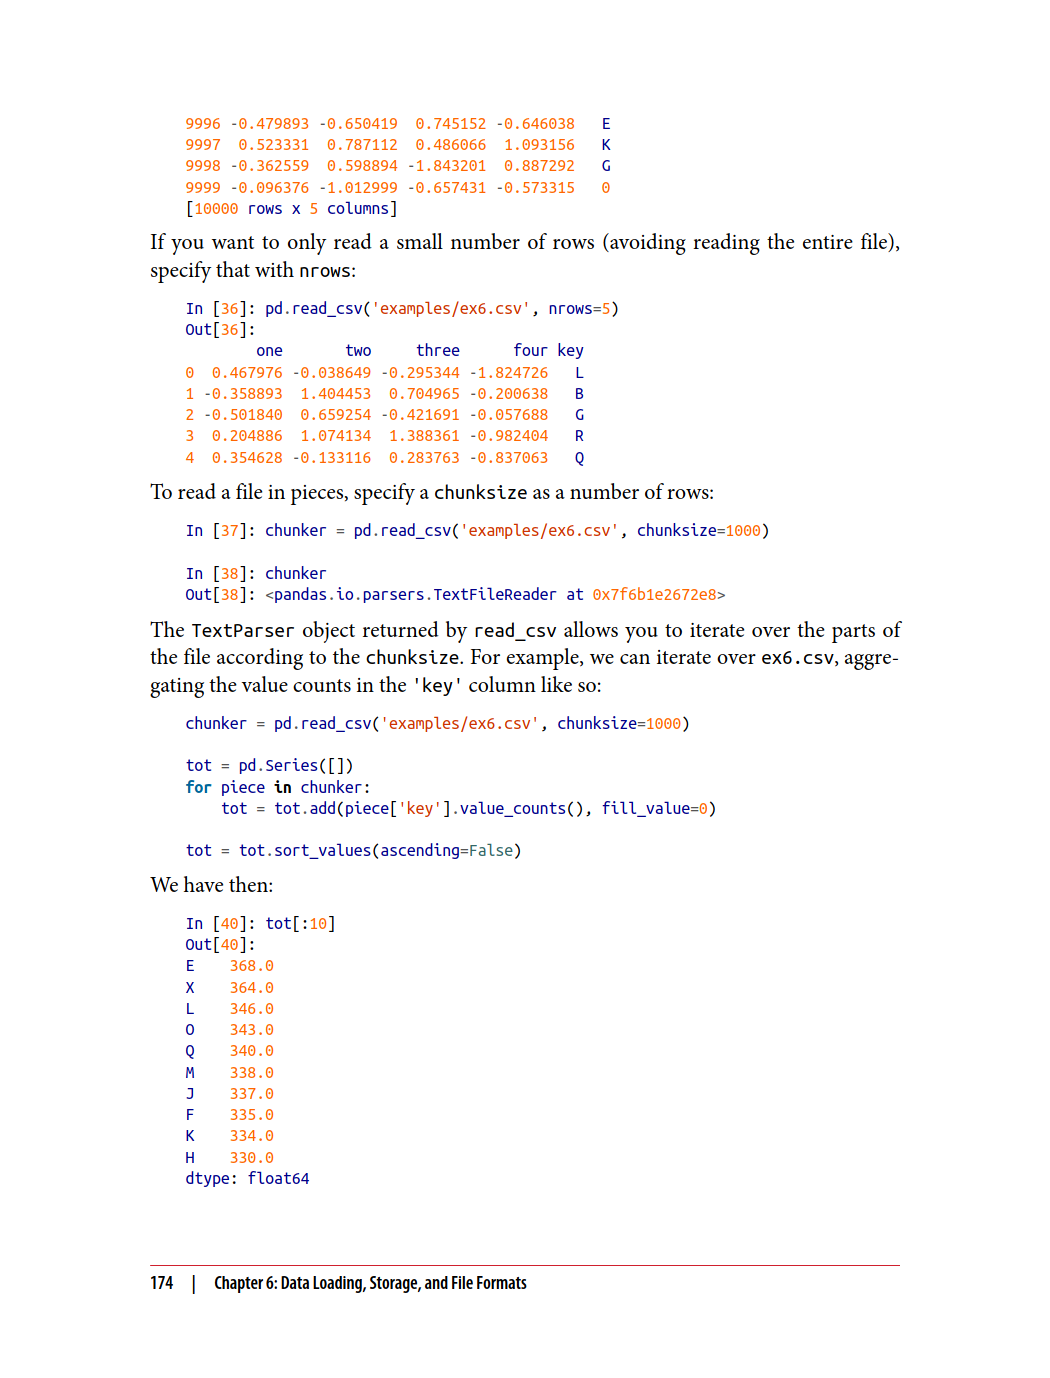 9996 -0.479893 -0.650419  0.745152 -0.646038   E
9997  0.523331  0.787112  0.486066  1.093156   K
9998 -0.362559  0.598894 -1.843201  0.887292   G
9999 -0.096376 -1.012999 -0.657431 -0.573315   0
[10000 rows x 5 columns]
If you want to only read a small number of rows (avoiding reading the entire file),
specify that with nrows:
In [36]: pd.read_csv('examples/ex6.csv', nrows=5)
Out[36]:
        one       two     three      four key
0  0.467976 -0.038649 -0.295344 -1.824726   L
1 -0.358893  1.404453  0.704965 -0.200638   B
2 -0.501840  0.659254 -0.421691 -0.057688   G
3  0.204886  1.074134  1.388361 -0.982404   R
4  0.354628 -0.133116  0.283763 -0.837063   Q
To read a file in pieces, specify a chunksize as a number of rows:
In [37]: chunker = pd.read_csv('examples/ex6.csv', chunksize=1000)
In [38]: chunker
Out[38]: <pandas.io.parsers.TextFileReader at 0x7f6b1e2672e8>
The TextParser object returned by read_csv allows you to iterate over the parts of
the file according to the chunksize. For example, we can iterate over ex6.csv, aggre-
gating the value counts in the 'key' column like so:
chunker = pd.read_csv('examples/ex6.csv', chunksize=1000)
tot = pd.Series([])
for piece in chunker:
    tot = tot.add(piece['key'].value_counts(), fill_value=0)
tot = tot.sort_values(ascending=False)
We have then:
In [40]: tot[:10]
Out[40]:
E    368.0
X    364.0
L    346.0
O    343.0
Q    340.0
M    338.0
J    337.0
F    335.0
K    334.0
H    330.0
dtype: float64
174 | Chapter 6: Data Loading, Storage, and File Formats